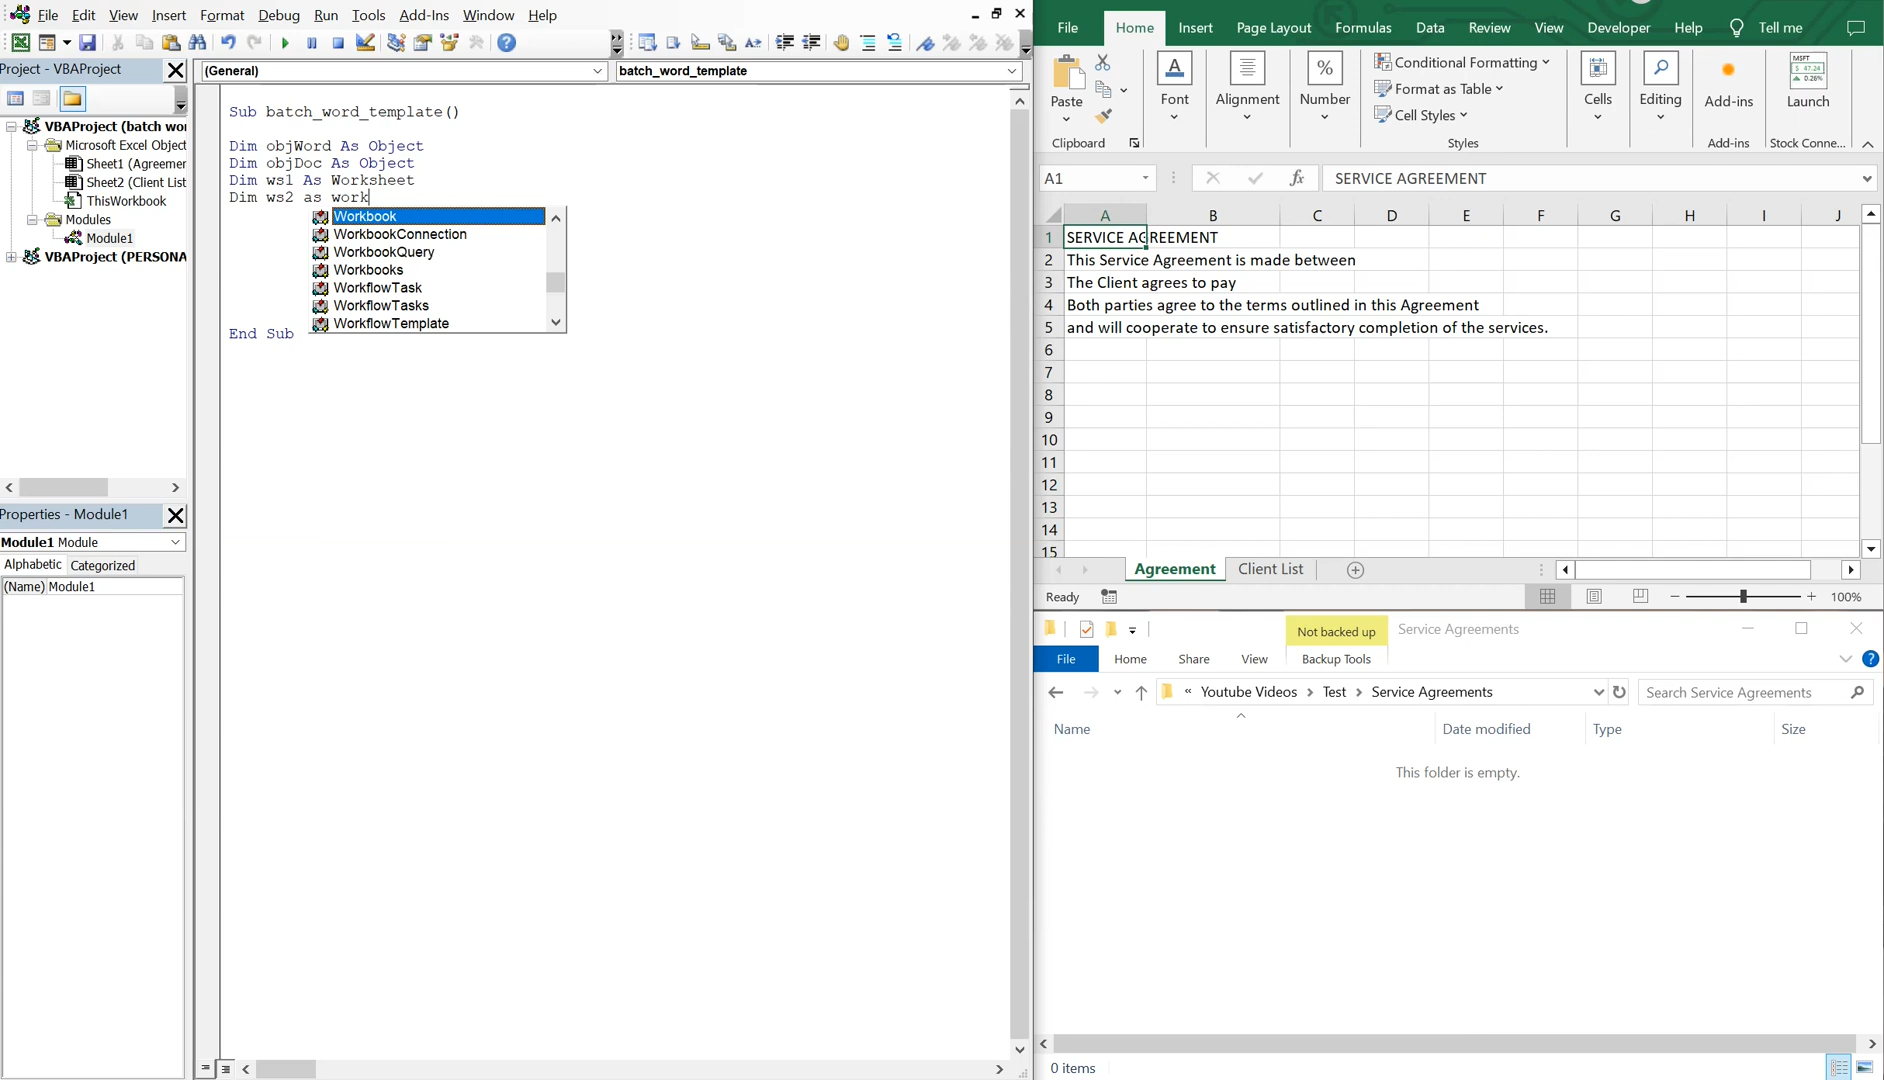 File Edit View Insert Format Debug Run Tools Add-Ins Window Help
Project - VBAProject
VBAProject (batch wo
Microsoft Excel Object
Sheet1 (Agreemer
Sheet2 (Client List
ThisWorkbook
Modules
Module1
VBAProject (PERSONA
Properties - Module1
Module1 Module
Alphabetic Categorized
(Name) Module1
(General)
batch_word_template
Sub batch_word_template()
Dim objWord As Object
Dim objDoc As Object
Dim ws1 As Worksheet
Dim ws2 as work
Workbook
WorkbookConnection
WorkbookQuery
Workbooks
WorkflowTask
WorkflowTasks
WorkflowTemplate
End Sub
File Home Insert Page Layout Formulas Data Review View Developer Help Tell me
Paste
Clipboard
Font
Alignment
Number
Conditional Formatting
Format as Table
Cell Styles
Styles
Cells
Editing
Add-ins
Add-ins
MSFT
$ 47.24
0.26%
Launch
Stock Conne...
A1
fx
SERVICE AGREEMENT
A B C D E F G H I J
1 SERVICE AGREEMENT
2 This Service Agreement is made between
3 The Client agrees to pay
4 Both parties agree to the terms outlined in this Agreement
5 and will cooperate to ensure satisfactory completion of the services.
6
7
8
9
10
11
12
13
14
15
Agreement Client List
Ready
100%
Not backed up
Service Agreements
File Home Share View Backup Tools
« Youtube Videos > Test > Service Agreements
Search Service Agreements
Name Date modified Type Size
This folder is empty.
0 items